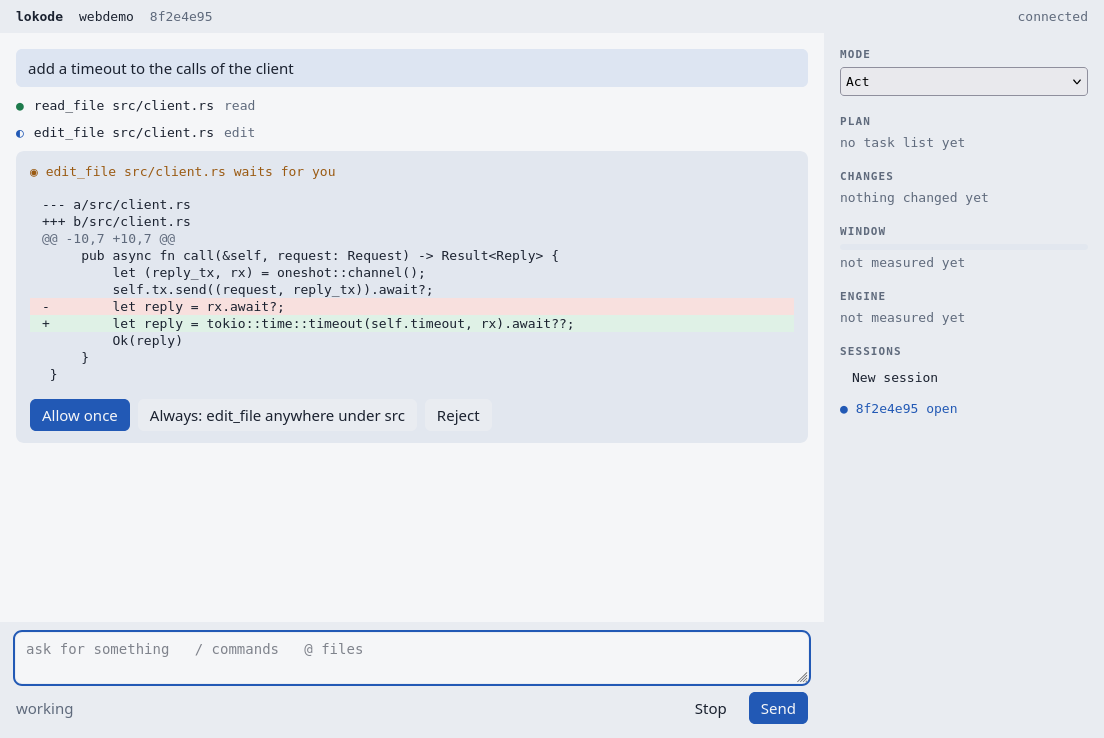 lokode webdemo 8f2e4e95 connected
add a timeout to the calls of the client
● read_file src/client.rs read
◐ edit_file src/client.rs edit
◉ edit_file src/client.rs waits for you
--- a/src/client.rs
+++ b/src/client.rs
@@ -10,7 +10,7 @@
     pub async fn call(&self, request: Request) -> Result<Reply> {
         let (reply_tx, rx) = oneshot::channel();
         self.tx.send((request, reply_tx)).await?;
-        let reply = rx.await?;
+        let reply = tokio::time::timeout(self.timeout, rx).await??;
         Ok(reply)
     }
 }
Allow once
Always: edit_file anywhere under src
Reject
ask for something / commands @ files
working
Stop
Send
MODE
Act
PLAN
no task list yet
CHANGES
nothing changed yet
WINDOW
not measured yet
ENGINE
not measured yet
SESSIONS
New session
● 8f2e4e95 open